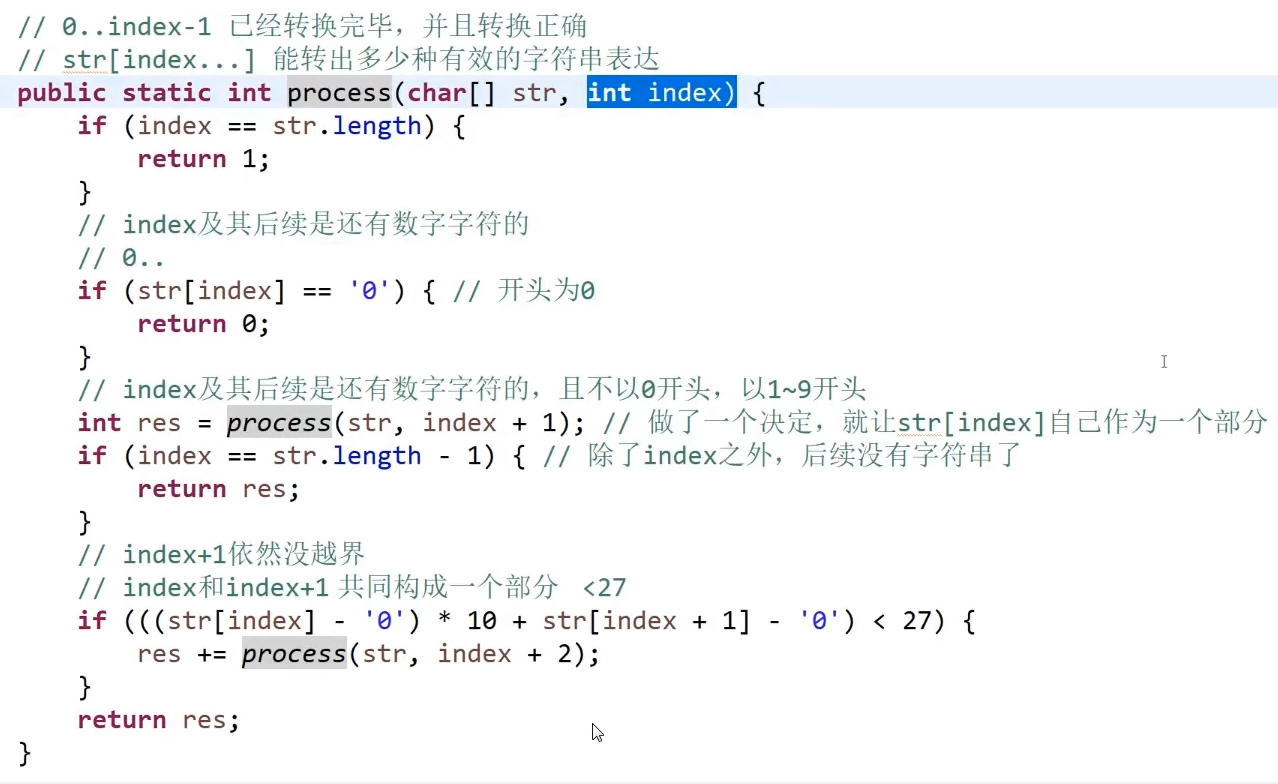 // 0..index-1 已经转换完毕，并且转换正确
// str[index...] 能转出多少种有效的字符串表达
public static int process(char[] str, int index) {
    if (index == str.length) {
        return 1;
    }
    // index及其后续是还有数字字符的
    // 0..
    if (str[index] == '0') { // 开头为0
        return 0;
    }
    // index及其后续是还有数字字符的，且不以0开头，以1~9开头
    int res = process(str, index + 1); // 做了一个决定，就让str[index]自己作为一个部分
    if (index == str.length - 1) { // 除了index之外，后续没有字符串了
        return res;
    }
    // index+1依然没越界
    // index和index+1 共同构成一个部分  <27
    if (((str[index] - '0') * 10 + str[index + 1] - '0') < 27) {
        res += process(str, index + 2);
    }
    return res;
}